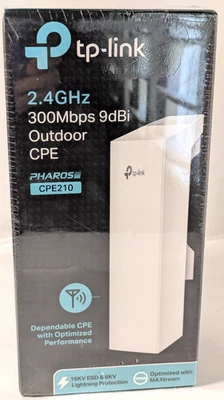 tp-link
2.4GHz
300Mbps 9dBi
Outdoor
CPE
PHAROS
CPE210
tp-link
Dependable CPE
with Optimized
Performance
15KV ESD & 6KV
Lightning Protection
Optimized with
MAXtream